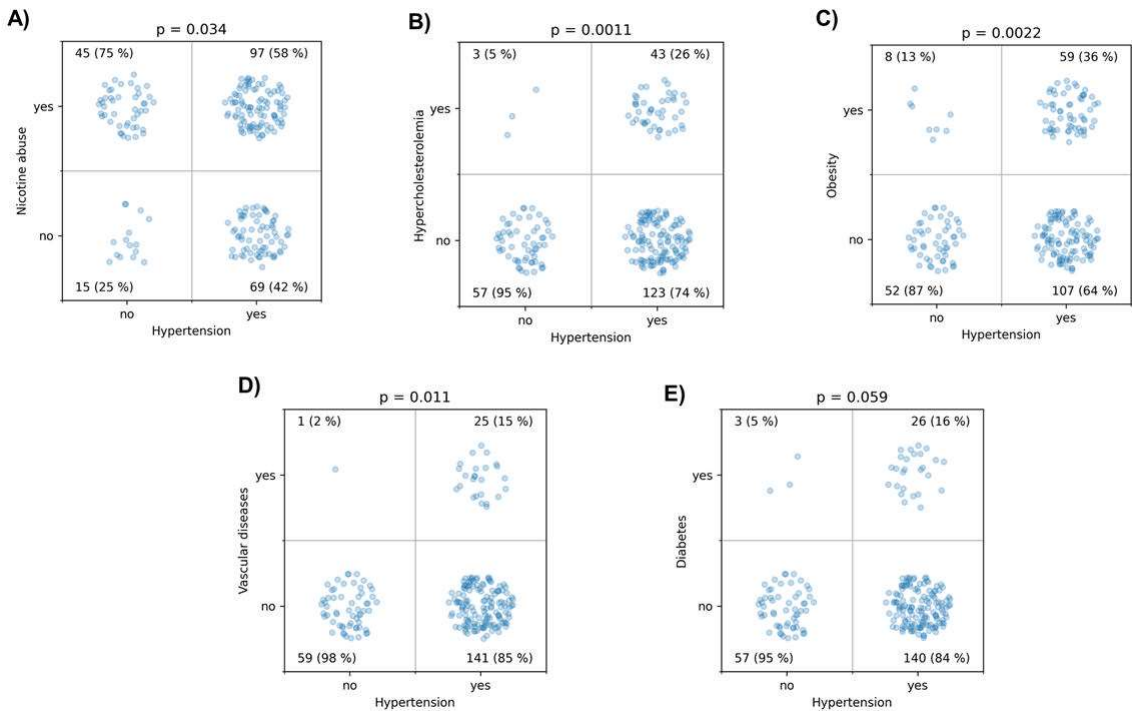 A)
p = 0.034
45 (75 %) 97 (58 %)
yes
Nicotine abuse
no
15 (25 %) 69 (42 %)
no yes
Hypertension
B)
p = 0.0011
3 (5 %) 43 (26 %)
yes
Hypercholesterolemia
no
57 (95 %) 123 (74 %)
no yes
Hypertension
C)
p = 0.0022
8 (13 %) 59 (36 %)
yes
Obesity
no
52 (87 %) 107 (64 %)
no yes
Hypertension
D)
p = 0.011
1 (2 %) 25 (15 %)
yes
Vascular diseases
no
59 (98 %) 141 (85 %)
no yes
Hypertension
E)
p = 0.059
3 (5 %) 26 (16 %)
yes
Diabetes
no
57 (95 %) 140 (84 %)
no yes
Hypertension